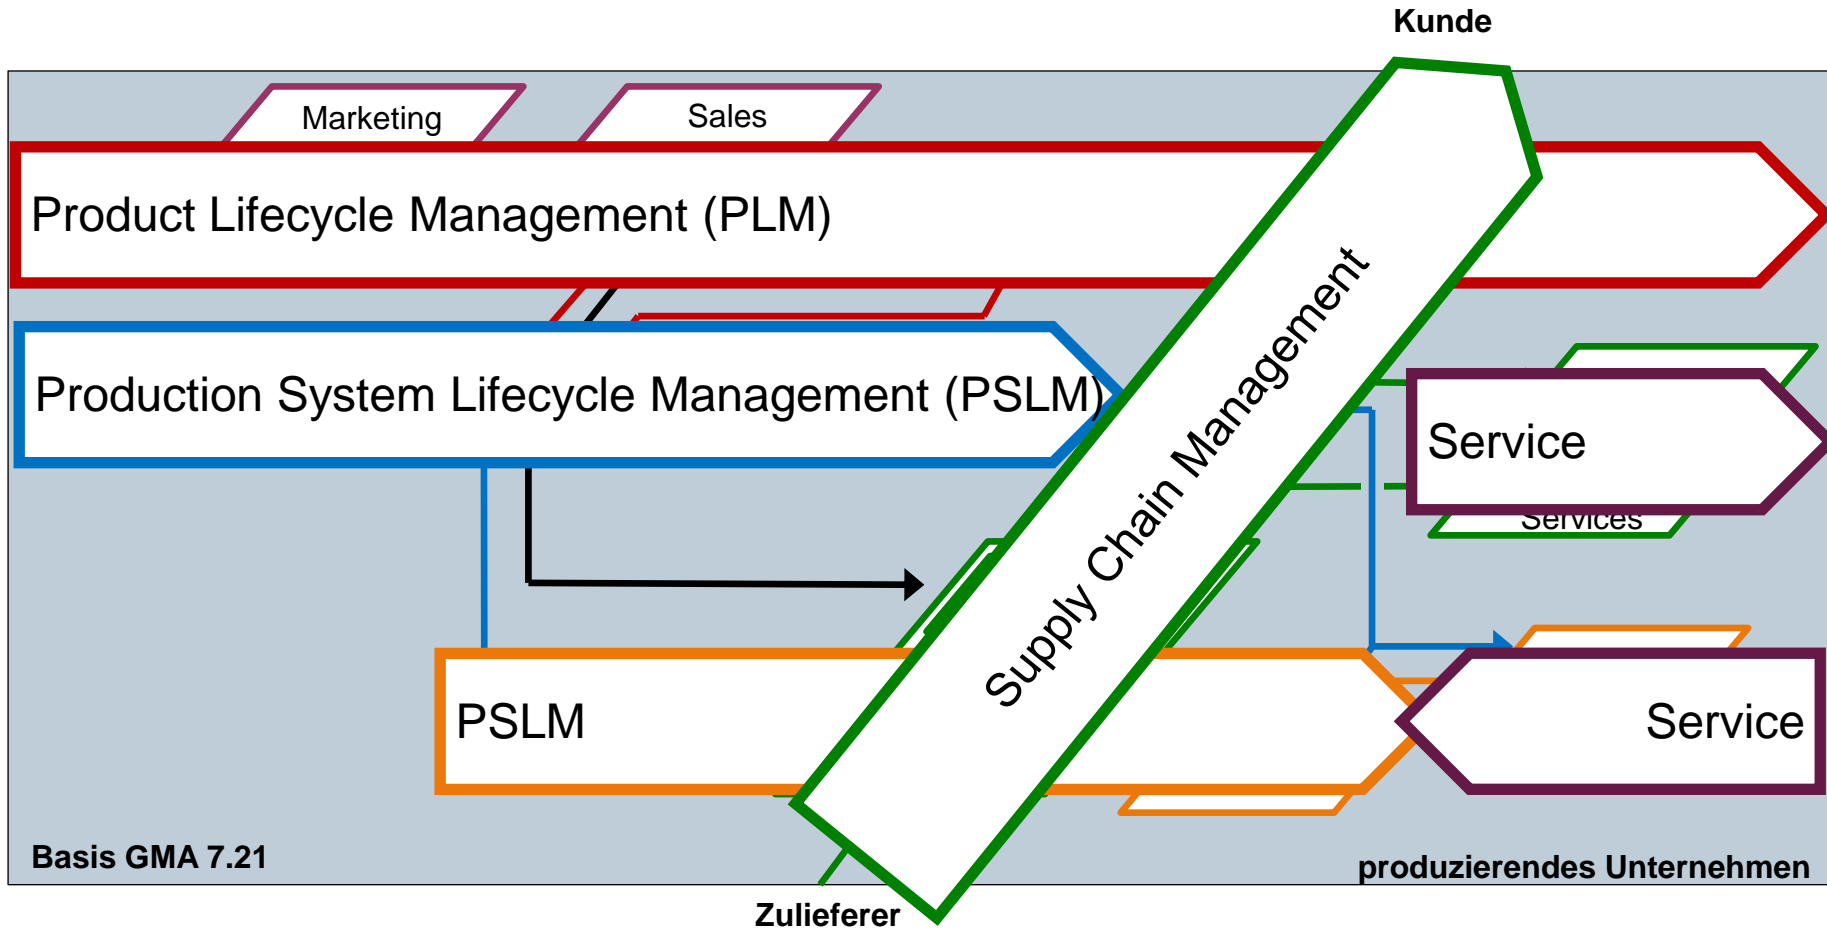 Kunde
Marketing
Sales
Product Lifecycle Management (PLM)
Production System Lifecycle Management (PSLM)
Supply Chain Management
Service
Services
PSLM
Service
Basis GMA 7.21
produzierendes Unternehmen
Zulieferer